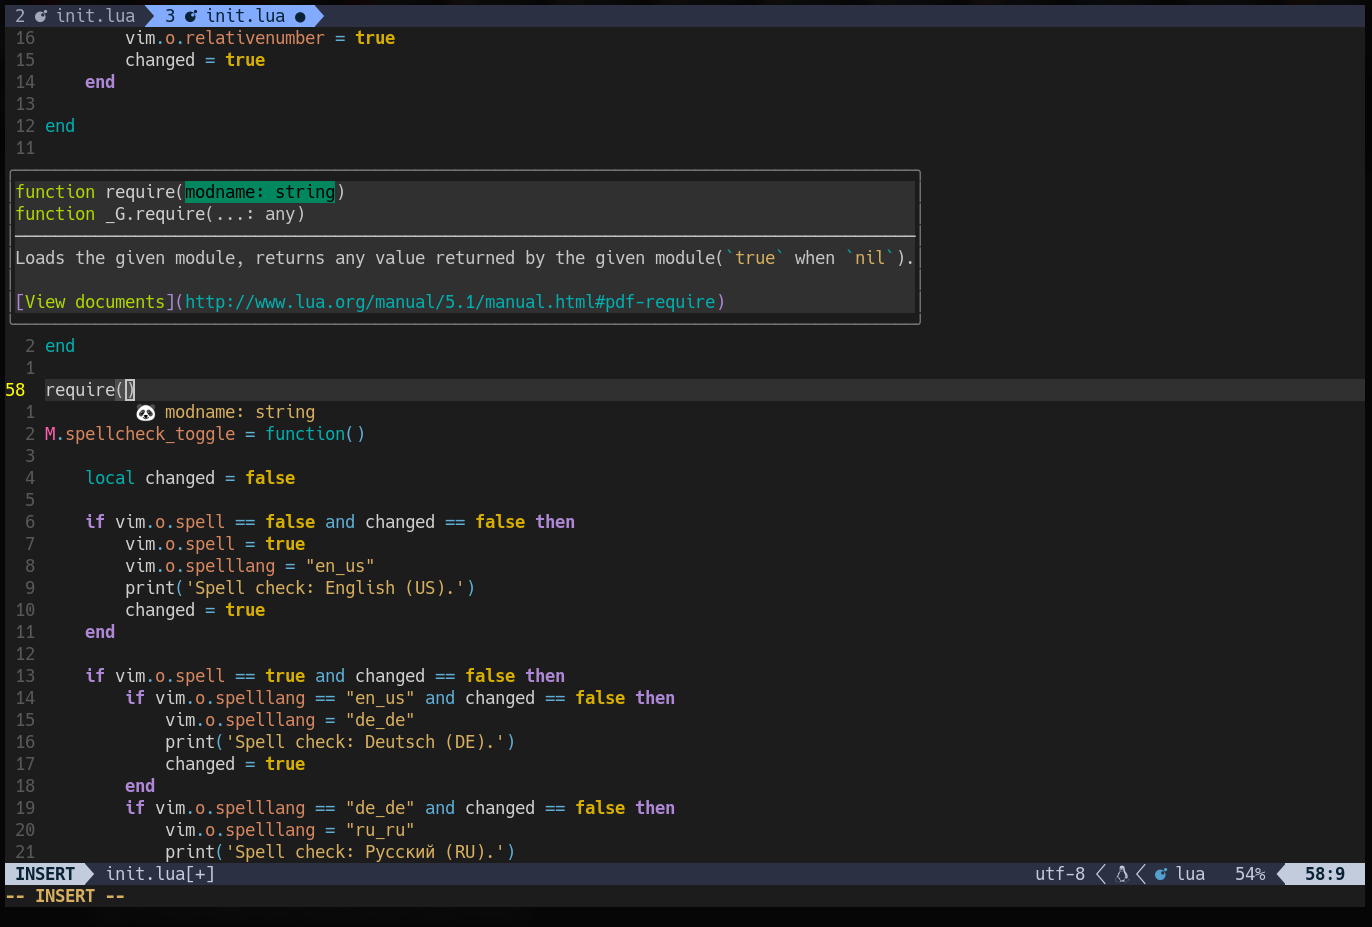 2 init.lua 3 init.lua ●
16 vim.o.relativenumber = true
15 changed = true
14 end
13
12 end
11
function require(modname: string)
function _G.require(...: any)
Loads the given module, returns any value returned by the given module(`true` when `nil`).
[View documents](http://www.lua.org/manual/5.1/manual.html#pdf-require)
2 end
1
58 require()
1 🐼 modname: string
2 M.spellcheck_toggle = function()
3
4 local changed = false
5
6 if vim.o.spell == false and changed == false then
7 vim.o.spell = true
8 vim.o.spelllang = "en_us"
9 print('Spell check: English (US).')
10 changed = true
11 end
12
13 if vim.o.spell == true and changed == false then
14 if vim.o.spelllang == "en_us" and changed == false then
15 vim.o.spelllang = "de_de"
16 print('Spell check: Deutsch (DE).')
17 changed = true
18 end
19 if vim.o.spelllang == "de_de" and changed == false then
20 vim.o.spelllang = "ru_ru"
21 print('Spell check: Русский (RU).')
INSERT init.lua[+] utf-8 lua 54% 58:9
-- INSERT --